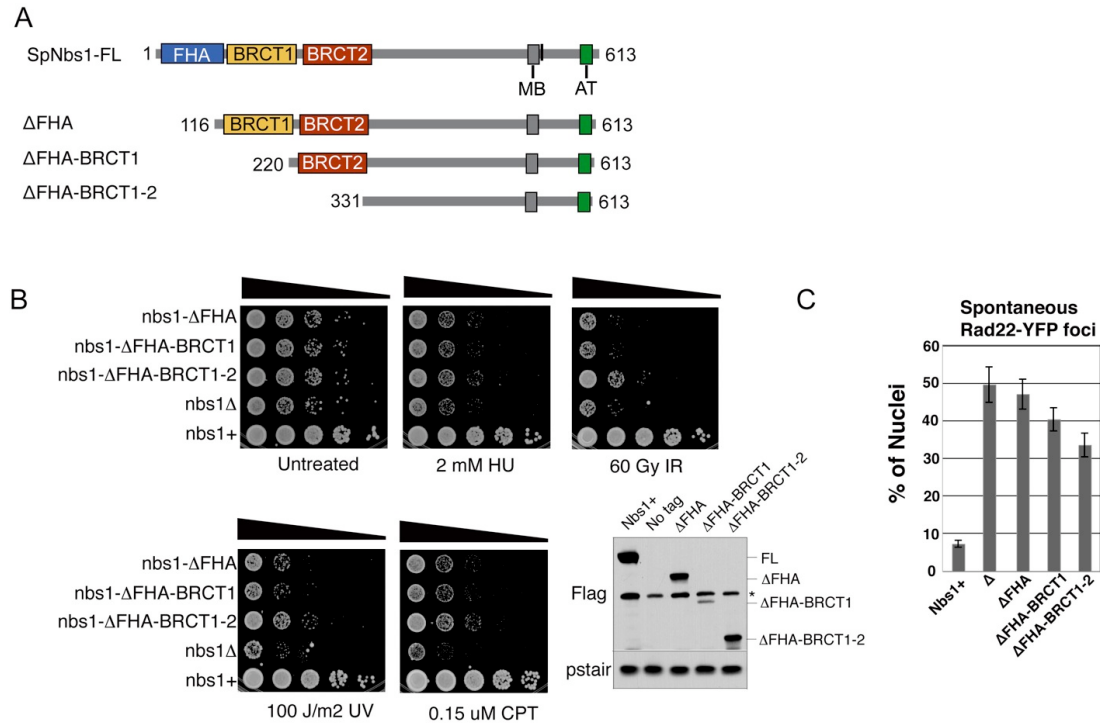 A
SpNbs1-FL
1
FHA
BRCT1
BRCT2
613
MB
AT
ΔFHA
116
BRCT1
BRCT2
613
ΔFHA-BRCT1
220
BRCT2
613
ΔFHA-BRCT1-2
331
613
B
nbs1-ΔFHA
nbs1-ΔFHA-BRCT1
nbs1-ΔFHA-BRCT1-2
nbs1Δ
nbs1+
Untreated
2 mM HU
60 Gy IR
nbs1-ΔFHA
nbs1-ΔFHA-BRCT1
nbs1-ΔFHA-BRCT1-2
nbs1Δ
nbs1+
100 J/m2 UV
0.15 uM CPT
Nbs1+
No tag
ΔFHA
ΔFHA-BRCT1
ΔFHA-BRCT1-2
Flag
FL
ΔFHA
*
ΔFHA-BRCT1
ΔFHA-BRCT1-2
pstair
C
Spontaneous
Rad22-YFP foci
% of Nuclei
60
50
40
30
20
10
0
Nbs1+
Δ
ΔFHA
ΔFHA-BRCT1
ΔFHA-BRCT1-2